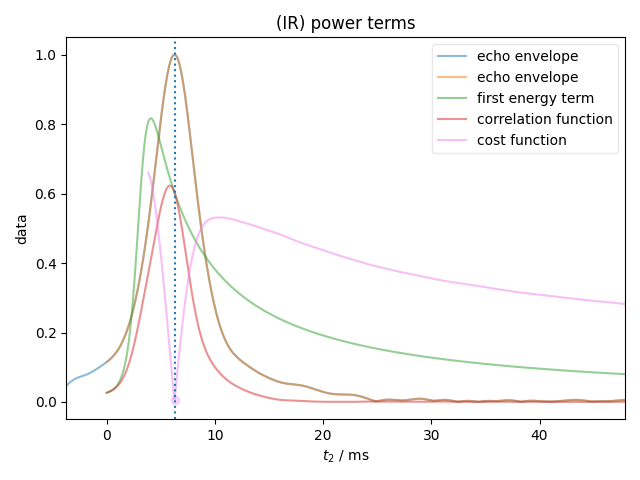 (IR) power terms
echo envelope
echo envelope
first energy term
correlation function
cost function
data
1.0
0.8
0.6
0.4
0.2
0.0
0 10 20 30 40
t₂ / ms